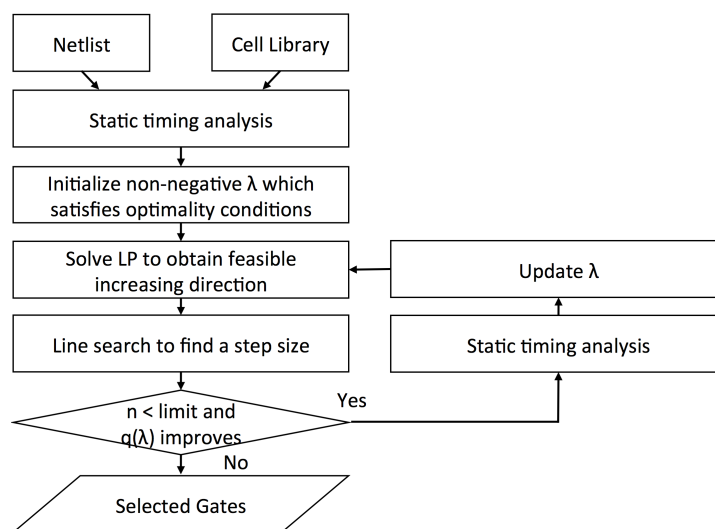 Netlist
Cell Library
Static timing analysis
Initialize non-negative λ which
satisfies optimality conditions
Solve LP to obtain feasible
increasing direction
Update λ
Line search to find a step size
Static timing analysis
n < limit and
q(λ) improves
Yes
No
Selected Gates